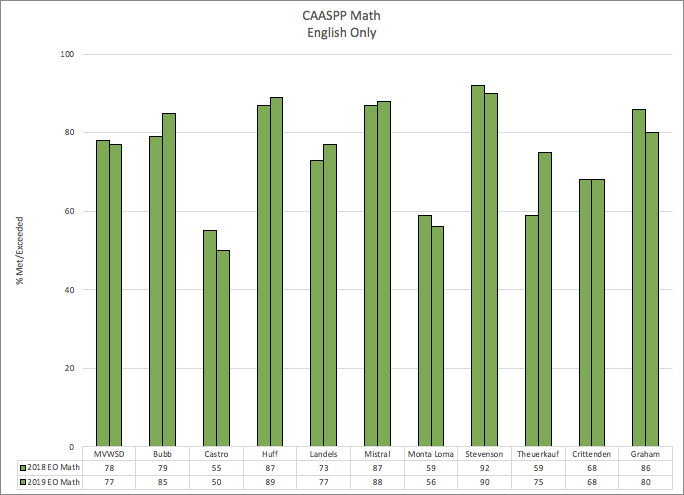 CAASPP Math
English Only
100
80
60
40
20
0
% Met/Exceeded
MVWSD Bubb Castro Huff Landels Mistral Monta Loma Stevenson Theuerkauf Crittenden Graham
2018 EO Math 78 79 55 87 73 87 59 92 59 68 86
2019 EO Math 77 85 50 89 77 88 56 90 75 68 80